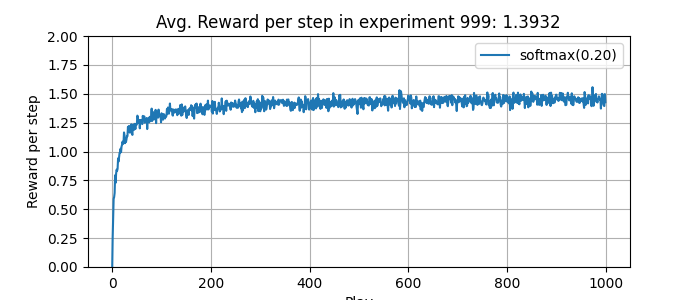 Avg. Reward per step in experiment 999: 1.3932
softmax(0.20)
2.00
1.75
1.50
1.25
1.00
0.75
0.50
0.25
0.00
Reward per step
0 200 400 600 800 1000
Play